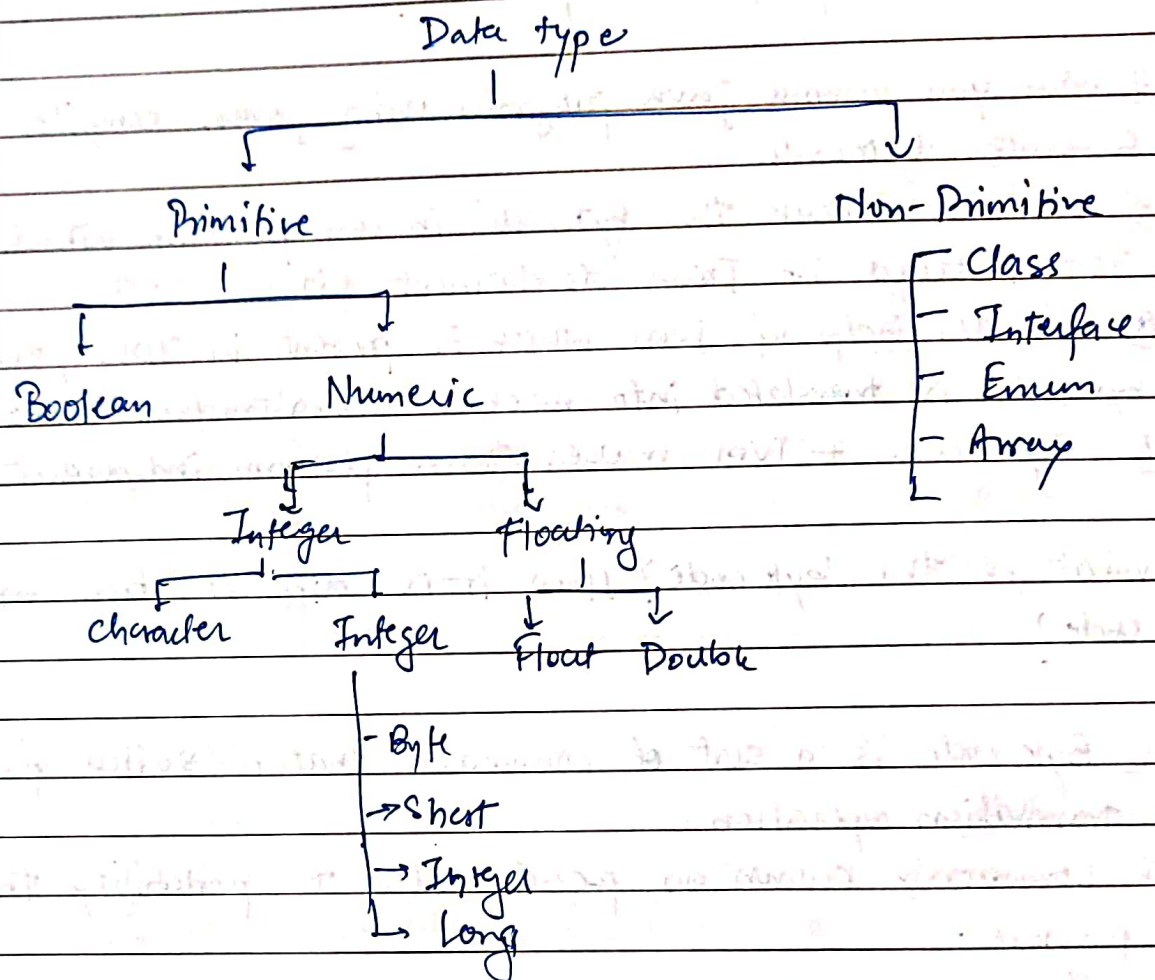 Data type
Primitive
Non-Primitive
Class
Interface
Enum
Array
Boolean
Numeric
Integer
Floating
Character
Integer
Float
Double
Byte
Short
Integer
Long